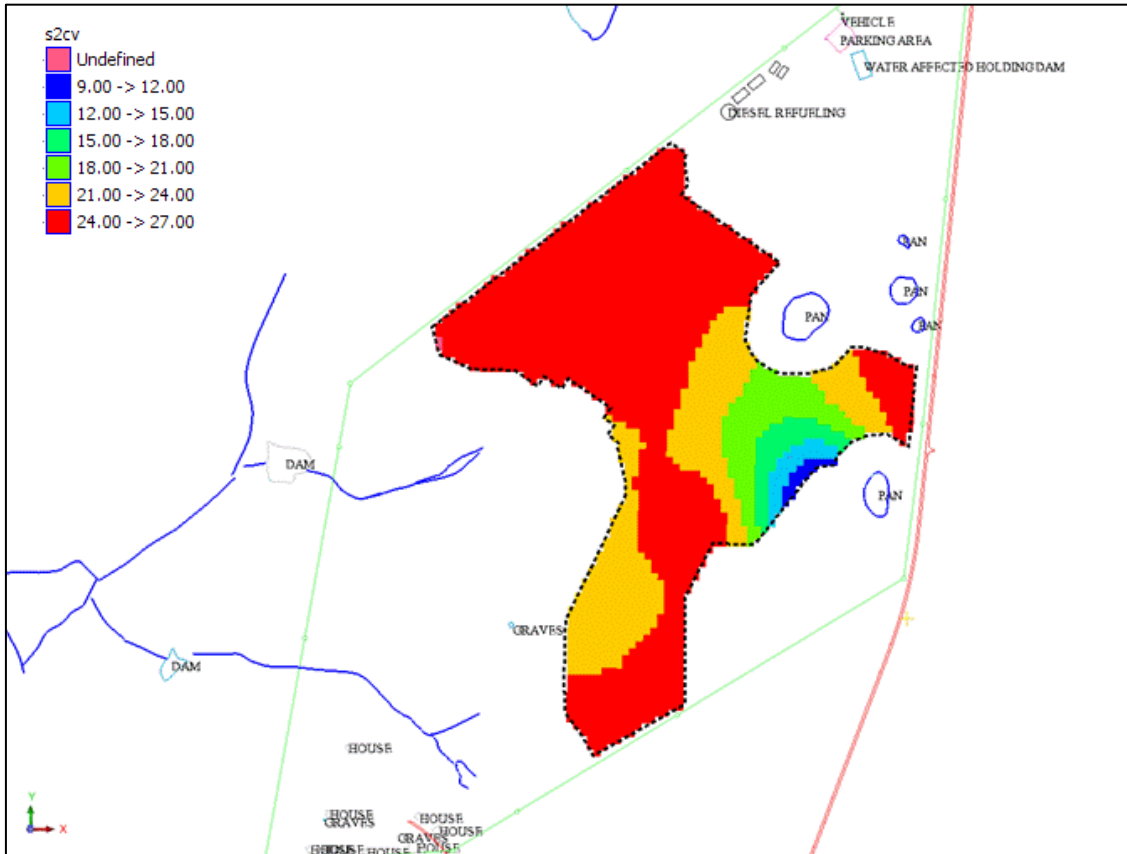 s2cv
Undefined
9.00 -> 12.00
12.00 -> 15.00
15.00 -> 18.00
18.00 -> 21.00
21.00 -> 24.00
24.00 -> 27.00
VEHICLE
PARKING AREA
WATER AFFECTED HOLDING DAM
DIESEL REFUELING
PAN
PAN
PAN
PAN
DAM
PAN
GRAVES
DAM
HOUSE
HOUSE
GRAVES
HOUSE
HOUSE
GRAVES
HOUSE
HOUSE
Y
X